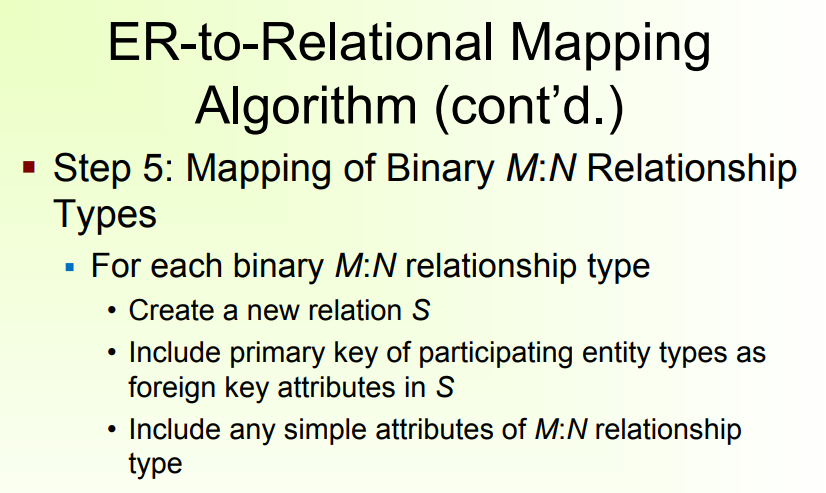 ER-to-Relational Mapping
Algorithm (cont’d.)
Step 5: Mapping of Binary M:N Relationship
Types
For each binary M:N relationship type
• Create a new relation S
• Include primary key of participating entity types as
foreign key attributes in S
• Include any simple attributes of M:N relationship
type